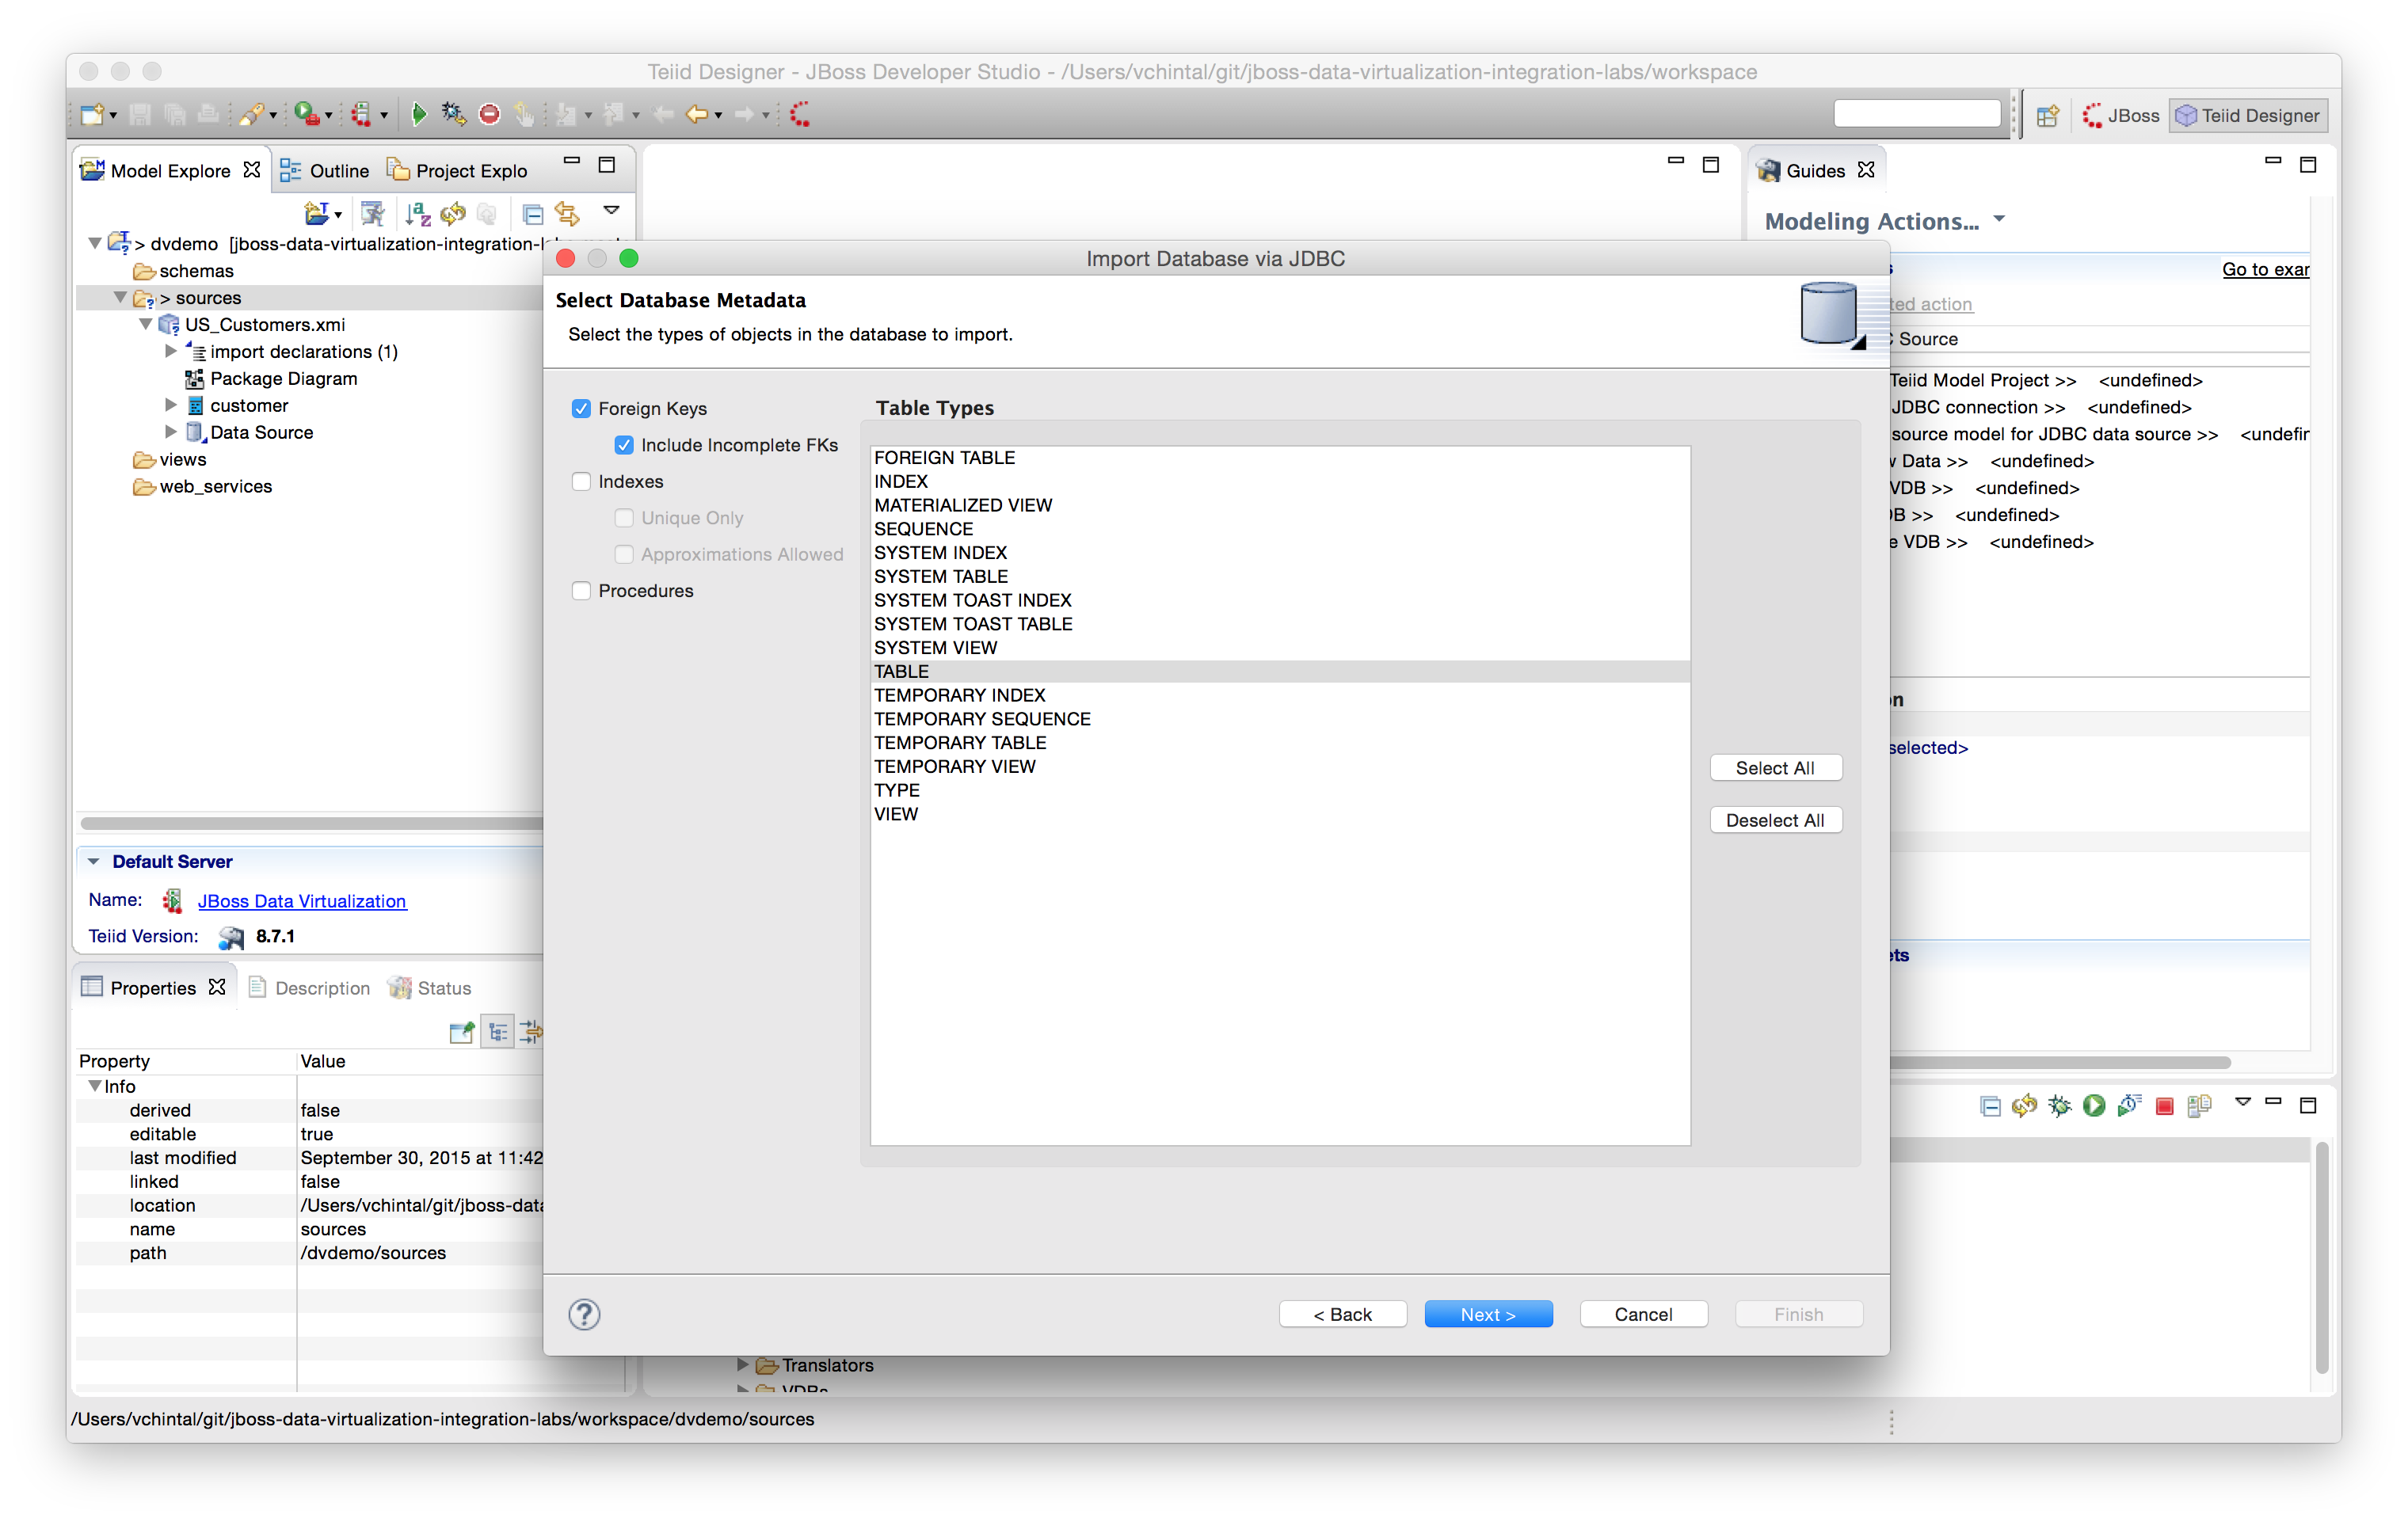 Teiid Designer - JBoss Developer Studio - /Users/vchintal/git/jboss-data-virtualization-integration-labs/workspace
JBoss
Teiid Designer
Model Explore
Outline
Project Explo
Guides
Modeling Actions...
> dvdemo [jboss-data-virtualization-integration-l
schemas
> sources
US_Customers.xmi
import declarations (1)
Package Diagram
customer
Data Source
views
web_services
Import Database via JDBC
Select Database Metadata
Select the types of objects in the database to import.
Foreign Keys
Include Incomplete FKs
Indexes
Unique Only
Approximations Allowed
Procedures
Table Types
FOREIGN TABLE
INDEX
MATERIALIZED VIEW
SEQUENCE
SYSTEM INDEX
SYSTEM TABLE
SYSTEM TOAST INDEX
SYSTEM TOAST TABLE
SYSTEM VIEW
TABLE
TEMPORARY INDEX
TEMPORARY SEQUENCE
TEMPORARY TABLE
TEMPORARY VIEW
TYPE
VIEW
Select All
Deselect All
< Back
Next >
Cancel
Finish
Go to exar
ted action
Source
Teiid Model Project >> <undefined>
JDBC connection >> <undefined>
source model for JDBC data source >> <undefir
Data >> <undefined>
VDB >> <undefined>
B >> <undefined>
e VDB >> <undefined>
on
selected>
ets
Default Server
Name: JBoss Data Virtualization
Teiid Version: 8.7.1
Properties
Description
Status
Property Value
Info
derived false
editable true
last modified September 30, 2015 at 11:42
linked false
location /Users/vchintal/git/jboss-data
name sources
path /dvdemo/sources
Translators
VDBs
/Users/vchintal/git/jboss-data-virtualization-integration-labs/workspace/dvdemo/sources